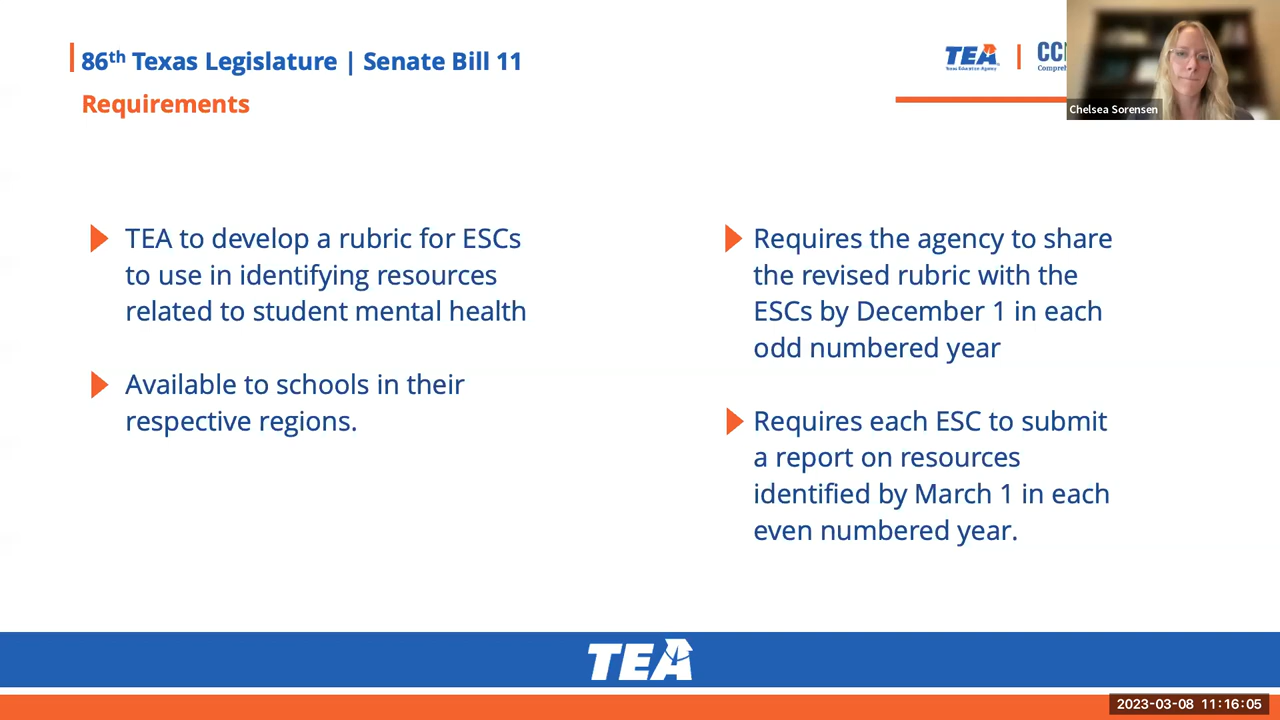 86th Texas Legislature | Senate Bill 11
Requirements
TEA
Texas Education Agency
Chelsea Sorensen
TEA to develop a rubric for ESCs
to use in identifying resources
related to student mental health
Available to schools in their
respective regions.
Requires the agency to share
the revised rubric with the
ESCs by December 1 in each
odd numbered year
Requires each ESC to submit
a report on resources
identified by March 1 in each
even numbered year.
TEA
2023-03-08 11:16:05